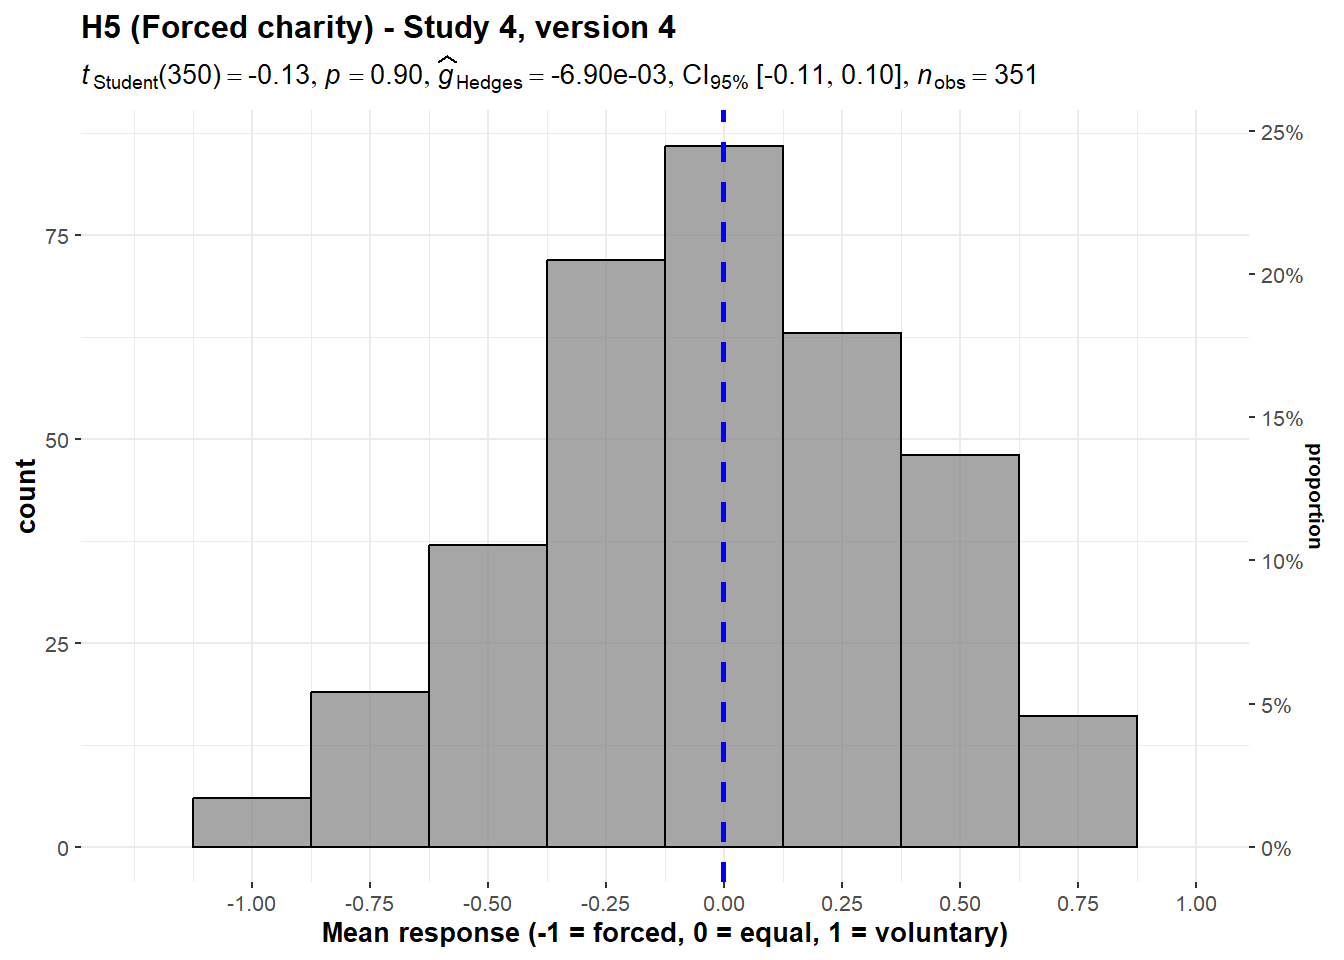 H5 (Forced charity) - Study 4, version 4
t Student(350) = -0.13, p = 0.90, ĝ Hedges = -6.90e-03, CI95% [-0.11, 0.10], n obs = 351
25%
75
20%
15%
50
count
proportion
10%
25
5%
0
0%
-1.00 -0.75 -0.50 -0.25 0.00 0.25 0.50 0.75 1.00
Mean response (-1 = forced, 0 = equal, 1 = voluntary)